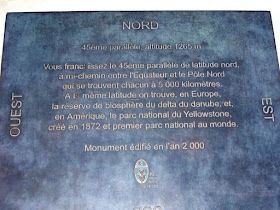 NORD
45ème parallèle, altitude 1265 m
Vous franchissez le 45ème parallèle de latitude nord,
à mi-chemin entre l'Equateur et le Pôle Nord
qui se trouvent chacun à 5 000 kilomètres.
A la même latitude on trouve, en Europe,
la réserve de biosphère du delta du danube, et,
en Amérique, le parc national du Yellowstone,
créé en 1872 et premier parc national au monde.
OUEST
EST
Monument édifié en l'an 2 000